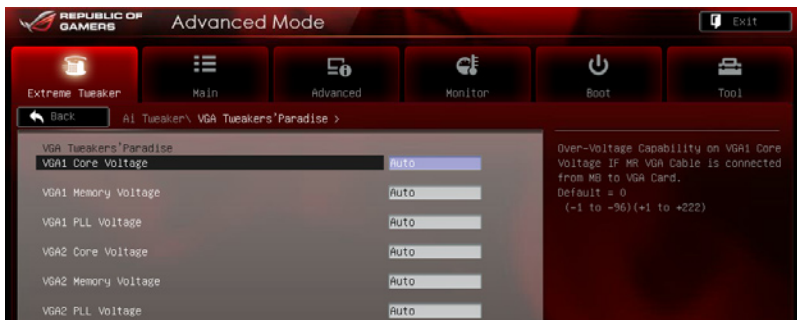 REPUBLIC OF
GAMERS
Advanced Mode
Exit
Extreme Tweaker
Main
Advanced
Monitor
Boot
Tool
Back
Ai Tweaker\ VGA Tweakers'Paradise >
VGA Tweakers'Paradise
VGA1 Core Voltage Auto
VGA1 Memory Voltage Auto
VGA1 PLL Voltage Auto
VGA2 Core Voltage Auto
VGA2 Memory Voltage Auto
VGA2 PLL Voltage Auto
Over-Voltage Capability on VGA1 Core
Voltage IF MR VGA Cable is connected
from MB to VGA Card.
Default = 0
(-1 to -96)(+1 to +222)